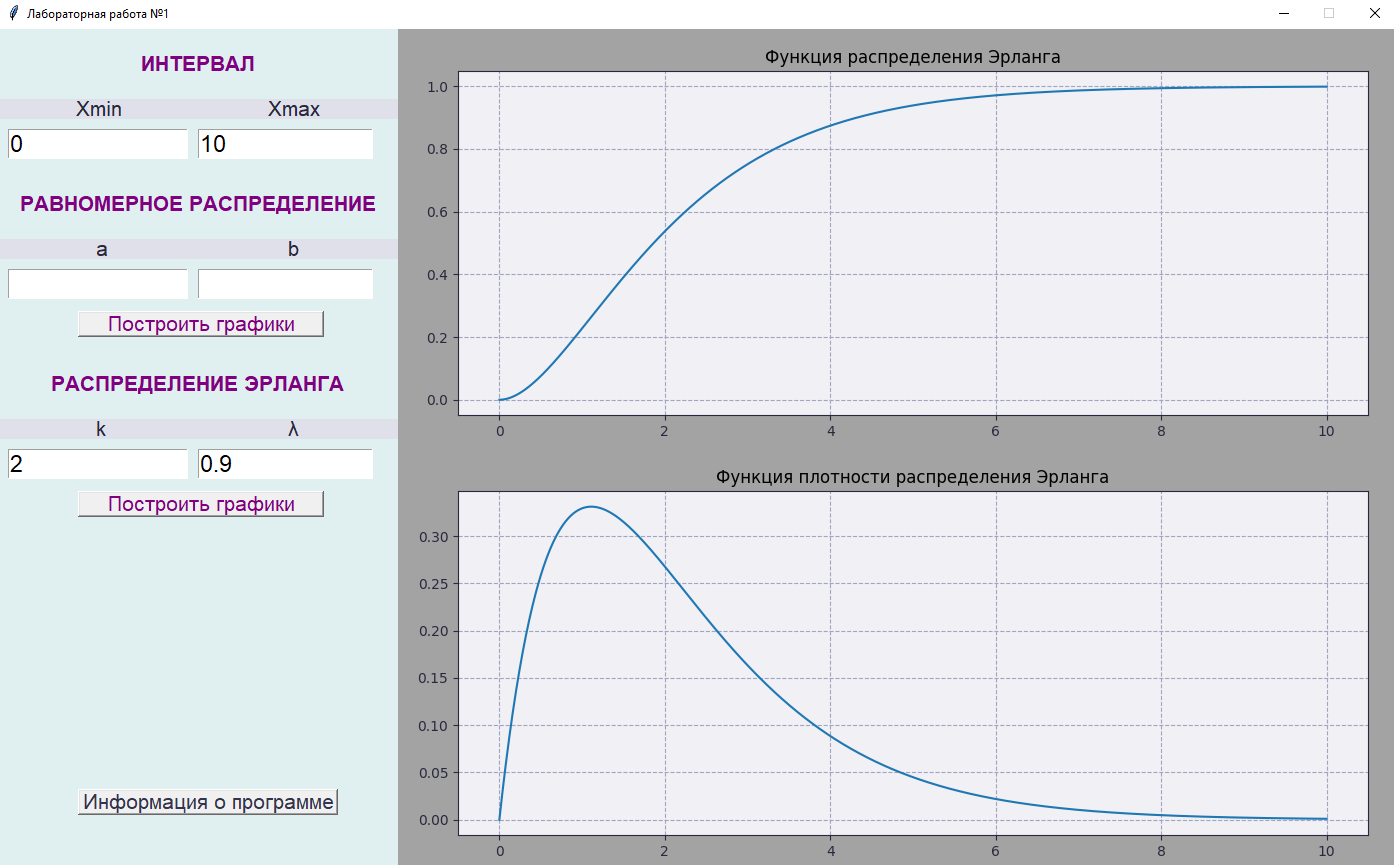 Лабораторная работа №1
ИНТЕРВАЛ
Xmin Xmax
0 10
РАВНОМЕРНОЕ РАСПРЕДЕЛЕНИЕ
a b
Построить графики
РАСПРЕДЕЛЕНИЕ ЭРЛАНГА
k λ
2 0.9
Построить графики
Информация о программе
Функция распределения Эрланга
1.0
0.8
0.6
0.4
0.2
0.0
0 2 4 6 8 10
Функция плотности распределения Эрланга
0.30
0.25
0.20
0.15
0.10
0.05
0.00
0 2 4 6 8 10